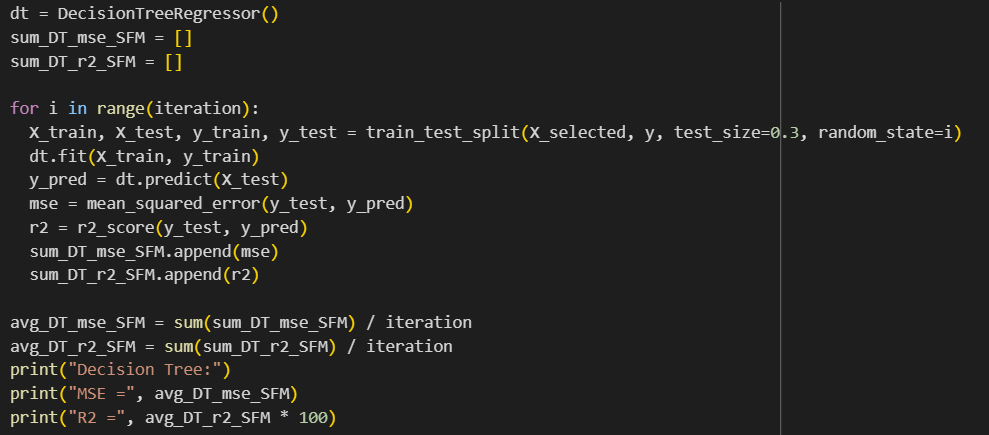 dt = DecisionTreeRegressor()
sum_DT_mse_SFM = []
sum_DT_r2_SFM = []

for i in range(iteration):
  X_train, X_test, y_train, y_test = train_test_split(X_selected, y, test_size=0.3, random_state=i)
  dt.fit(X_train, y_train)
  y_pred = dt.predict(X_test)
  mse = mean_squared_error(y_test, y_pred)
  r2 = r2_score(y_test, y_pred)
  sum_DT_mse_SFM.append(mse)
  sum_DT_r2_SFM.append(r2)

avg_DT_mse_SFM = sum(sum_DT_mse_SFM) / iteration
avg_DT_r2_SFM = sum(sum_DT_r2_SFM) / iteration
print("Decision Tree:")
print("MSE =", avg_DT_mse_SFM)
print("R2 =", avg_DT_r2_SFM * 100)